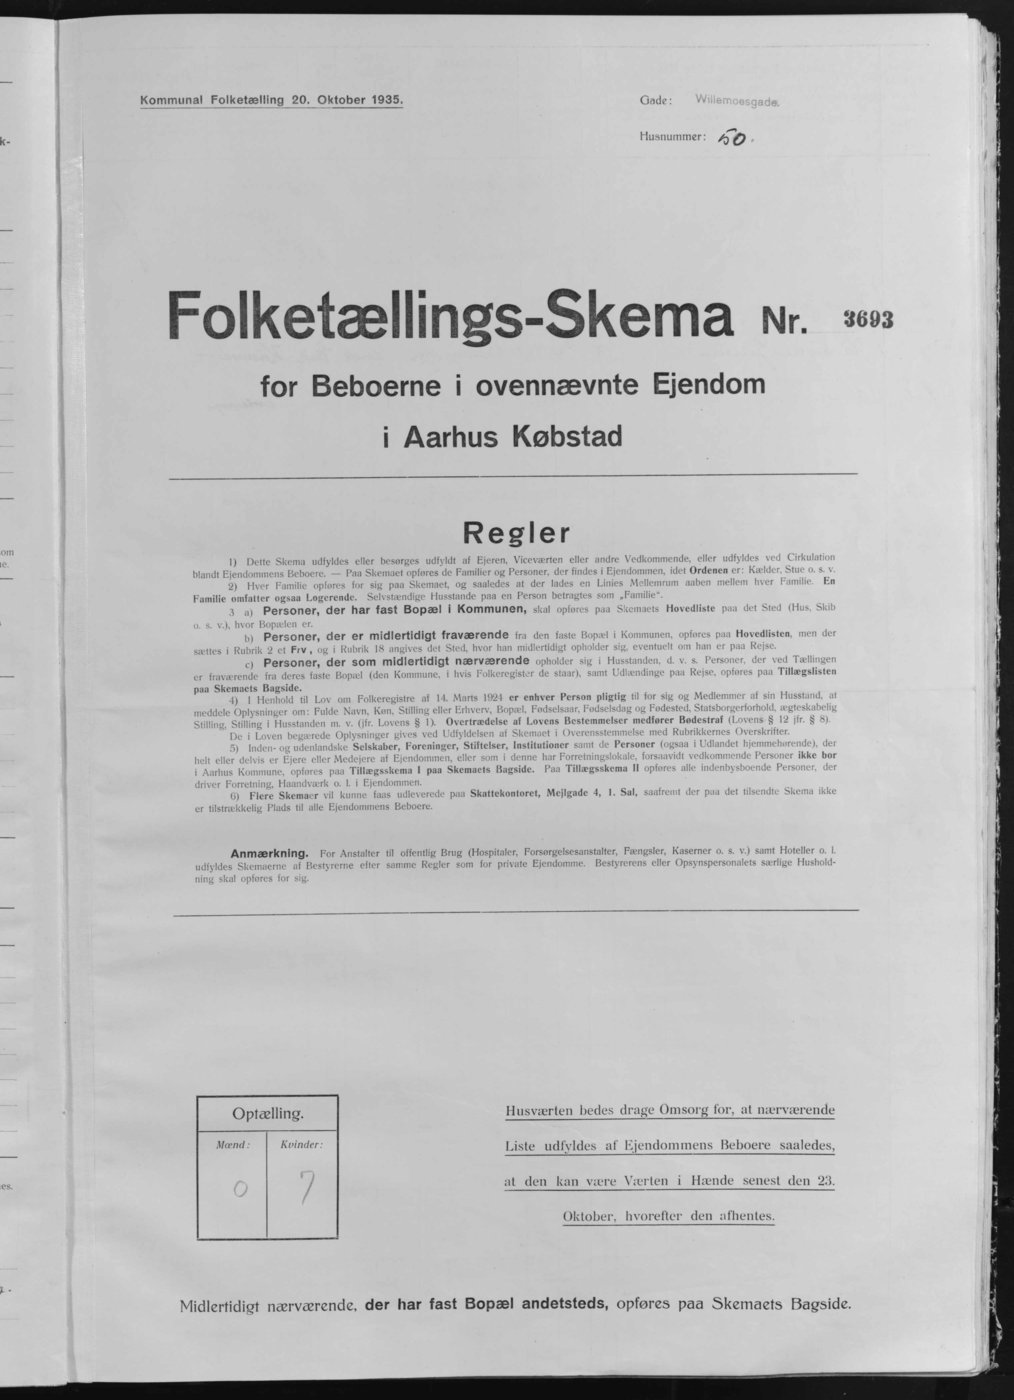 Kommunal Folketælling 20. Oktober 1935.
Gade: Willemoesgade.
Husnummer: 50.
Folketællings-Skema Nr. 3693
for Beboerne i ovennævnte Ejendom
i Aarhus Købstad
Regler
1) Dette Skema udfyldes eller besørges udfyldt af Ejeren, Viceværten eller andre Vedkommende, eller udfyldes ved Cirkulation
blandt Ejendommens Beboere. — Paa Skemaet opføres de Familier og Personer, der findes i Ejendommen, idet Ordenen er: Kælder, Stue o. s. v.
2) Hver Familie opføres for sig paa Skemaet, og saaledes at der lades en Linies Mellemrum aaben mellem hver Familie. En
Familie omfatter ogsaa Logerende. Selvstændige Husstande paa en Person betragtes som „Familie“.
3 a) Personer, der har fast Bopæl i Kommunen, skal opføres paa Skemaets Hovedliste paa det Sted (Hus, Skib
o. s. v.), hvor Bopælen er.
b) Personer, der er midlertidigt fraværende fra den faste Bopæl i Kommunen, opføres paa Hovedlisten, men der
sættes i Rubrik 2 et Frv, og i Rubrik 18 angives det Sted, hvor han midlertidigt opholder sig, eventuelt om han er paa Rejse.
c) Personer, der som midlertidigt nærværende opholder sig i Husstanden, d. v. s. Personer, der ved Tællingen
er fraværende fra deres faste Bopæl (den Kommune, i hvis Folkeregister de staar), samt Udlændinge paa Rejse, opføres paa Tillægslisten
paa Skemaets Bagside.
4) I Henhold til Lov om Folkeregistre af 14. Marts 1924 er enhver Person pligtig til for sig og Medlemmer af sin Husstand, at
meddele Oplysninger om: Fulde Navn, Køn, Stilling eller Erhverv, Bopæl, Fødselsaar, Fødselsdag og Fødested, Statsborgerforhold, ægteskabelig
Stilling, Stilling i Husstanden m. v. (jfr. Lovens § 1). Overtrædelse af Lovens Bestemmelser medfører Bødestraf (Lovens § 12 jfr. § 8).
De i Loven begærede Oplysninger gives ved Udfyldelsen af Skemaet i Overensstemmelse med Rubrikkernes Overskrifter.
5) Inden- og udenlandske Selskaber, Foreninger, Stiftelser, Institutioner samt de Personer (ogsaa i Udlandet hjemmehørende), der
helt eller delvis er Ejere eller Medejere af Ejendommen, eller som i denne har Forretningslokale, forsaavidt vedkommende Personer ikke bor
i Aarhus Kommune, opføres paa Tillægsskema I paa Skemaets Bagside. Paa Tillægsskema II opføres alle indenbysboende Personer, der
driver Forretning, Haandværk o. l. i Ejendommen.
6) Flere Skemaer vil kunne faas udleverede paa Skattekontoret, Mejlgade 4, 1. Sal, saafremt der paa det tilsendte Skema ikke
er tilstrækkelig Plads til alle Ejendommens Beboere.
Anmærkning. For Anstalter til offentlig Brug (Hospitaler, Forsørgelsesanstalter, Fængsler, Kaserner o. s. v.) samt Hoteller o. l.
udfyldes Skemaerne af Bestyrerne efter samme Regler som for private Ejendomme. Bestyrerens eller Opsynspersonalets særlige Hushold-
ning skal opføres for sig.
Optælling.
Mænd: Kvinder:
0 7
Husværten bedes drage Omsorg for, at nærværende
Liste udfyldes af Ejendommens Beboere saaledes,
at den kan være Værten i Hænde senest den 23.
Oktober, hvorefter den afhentes.
Midlertidigt nærværende, der har fast Bopæl andetsteds, opføres paa Skemaets Bagside.